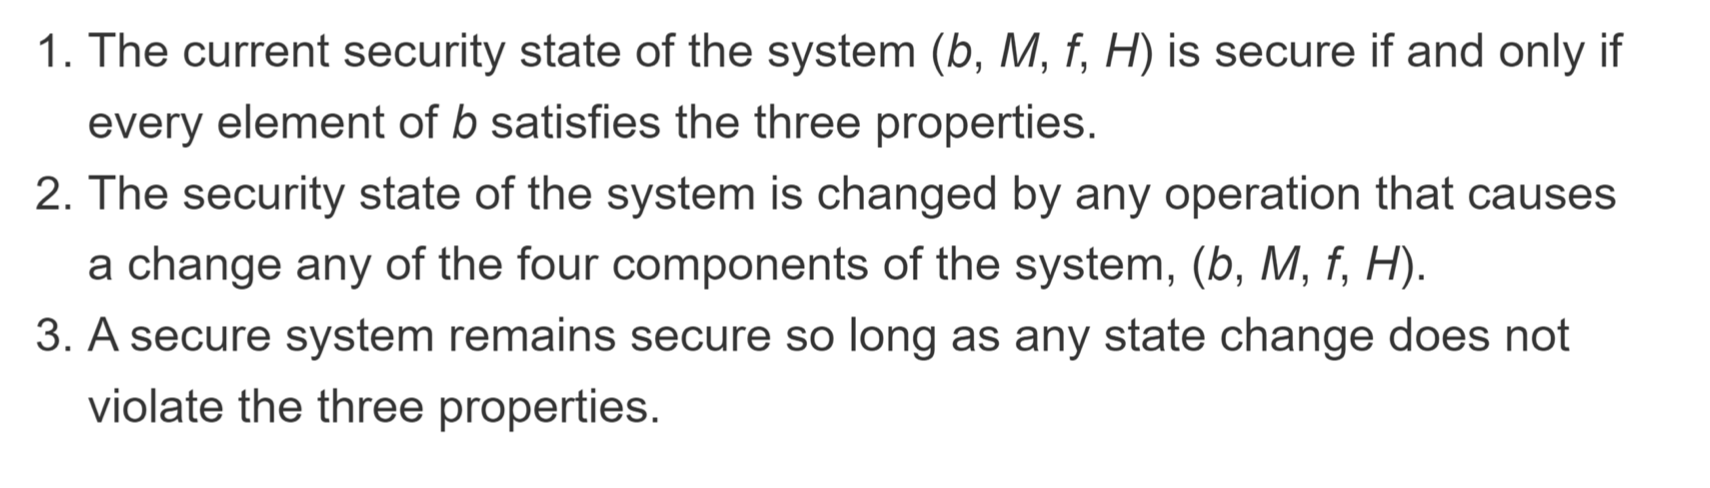 1. The current security state of the system (b, M, f, H) is secure if and only if
every element of b satisfies the three properties.
2. The security state of the system is changed by any operation that causes
a change any of the four components of the system, (b, M, f, H).
3. A secure system remains secure so long as any state change does not
violate the three properties.